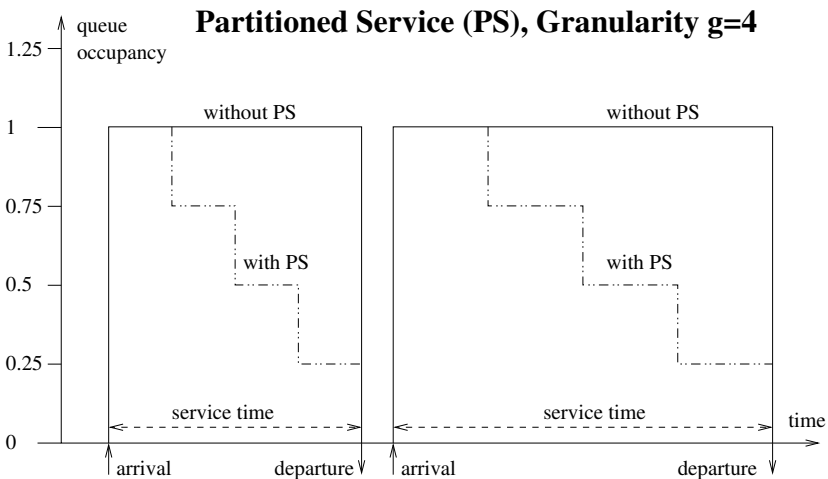 Partitioned Service (PS), Granularity g=4
queue
occupancy
1.25
without PS
without PS
1
0.75
with PS
with PS
0.5
0.25
service time
service time
time
0
arrival
departure
arrival
departure